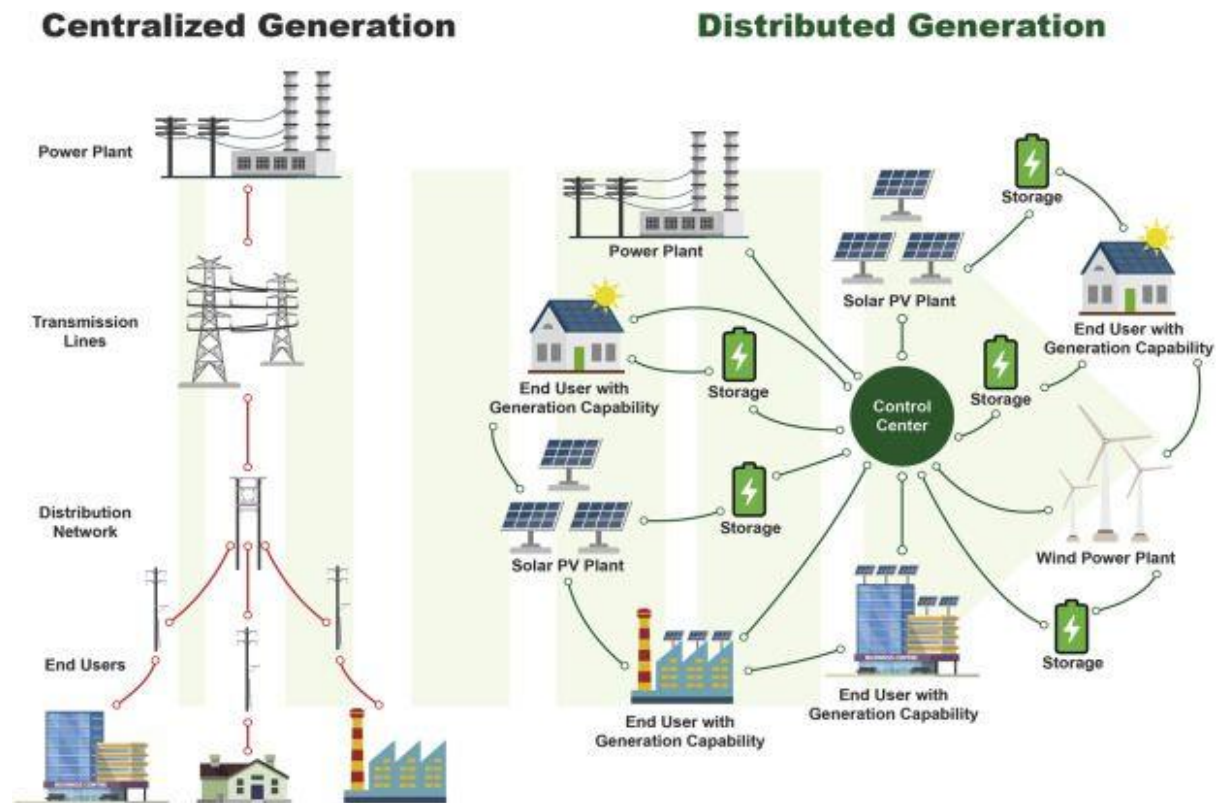 Centralized Generation
Power Plant
Transmission
Lines
Distribution
Network
End Users
Distributed Generation
Power Plant
Solar PV Plant
Storage
End User with
Generation Capability
End User with
Generation Capability
Storage
Storage
Control
Center
Solar PV Plant
Storage
Wind Power Plant
Storage
End User with
Generation Capability
End User with
Generation Capability